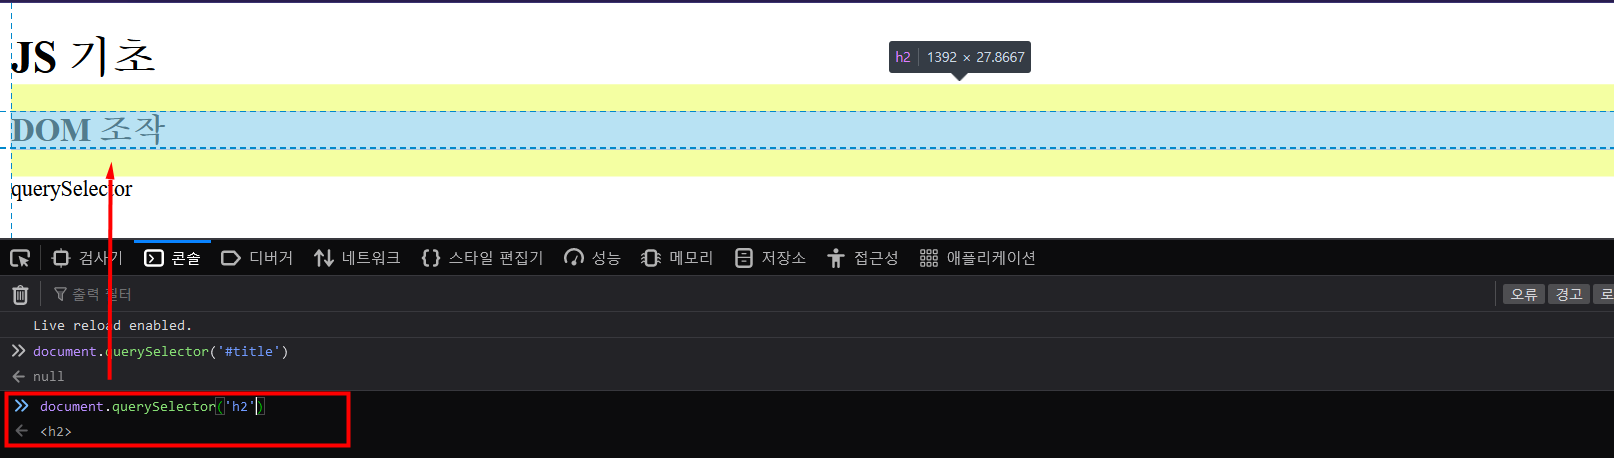 JS 기초
h2 1392 × 27.8667
DOM 조작
querySelector
검사기 콘솔 디버거 네트워크 스타일 편집기 성능 메모리 저장소 접근성 애플리케이션
출력 필터 오류 경고 로
Live reload enabled.
document.querySelector('#title')
null
document.querySelector('h2')
<h2>